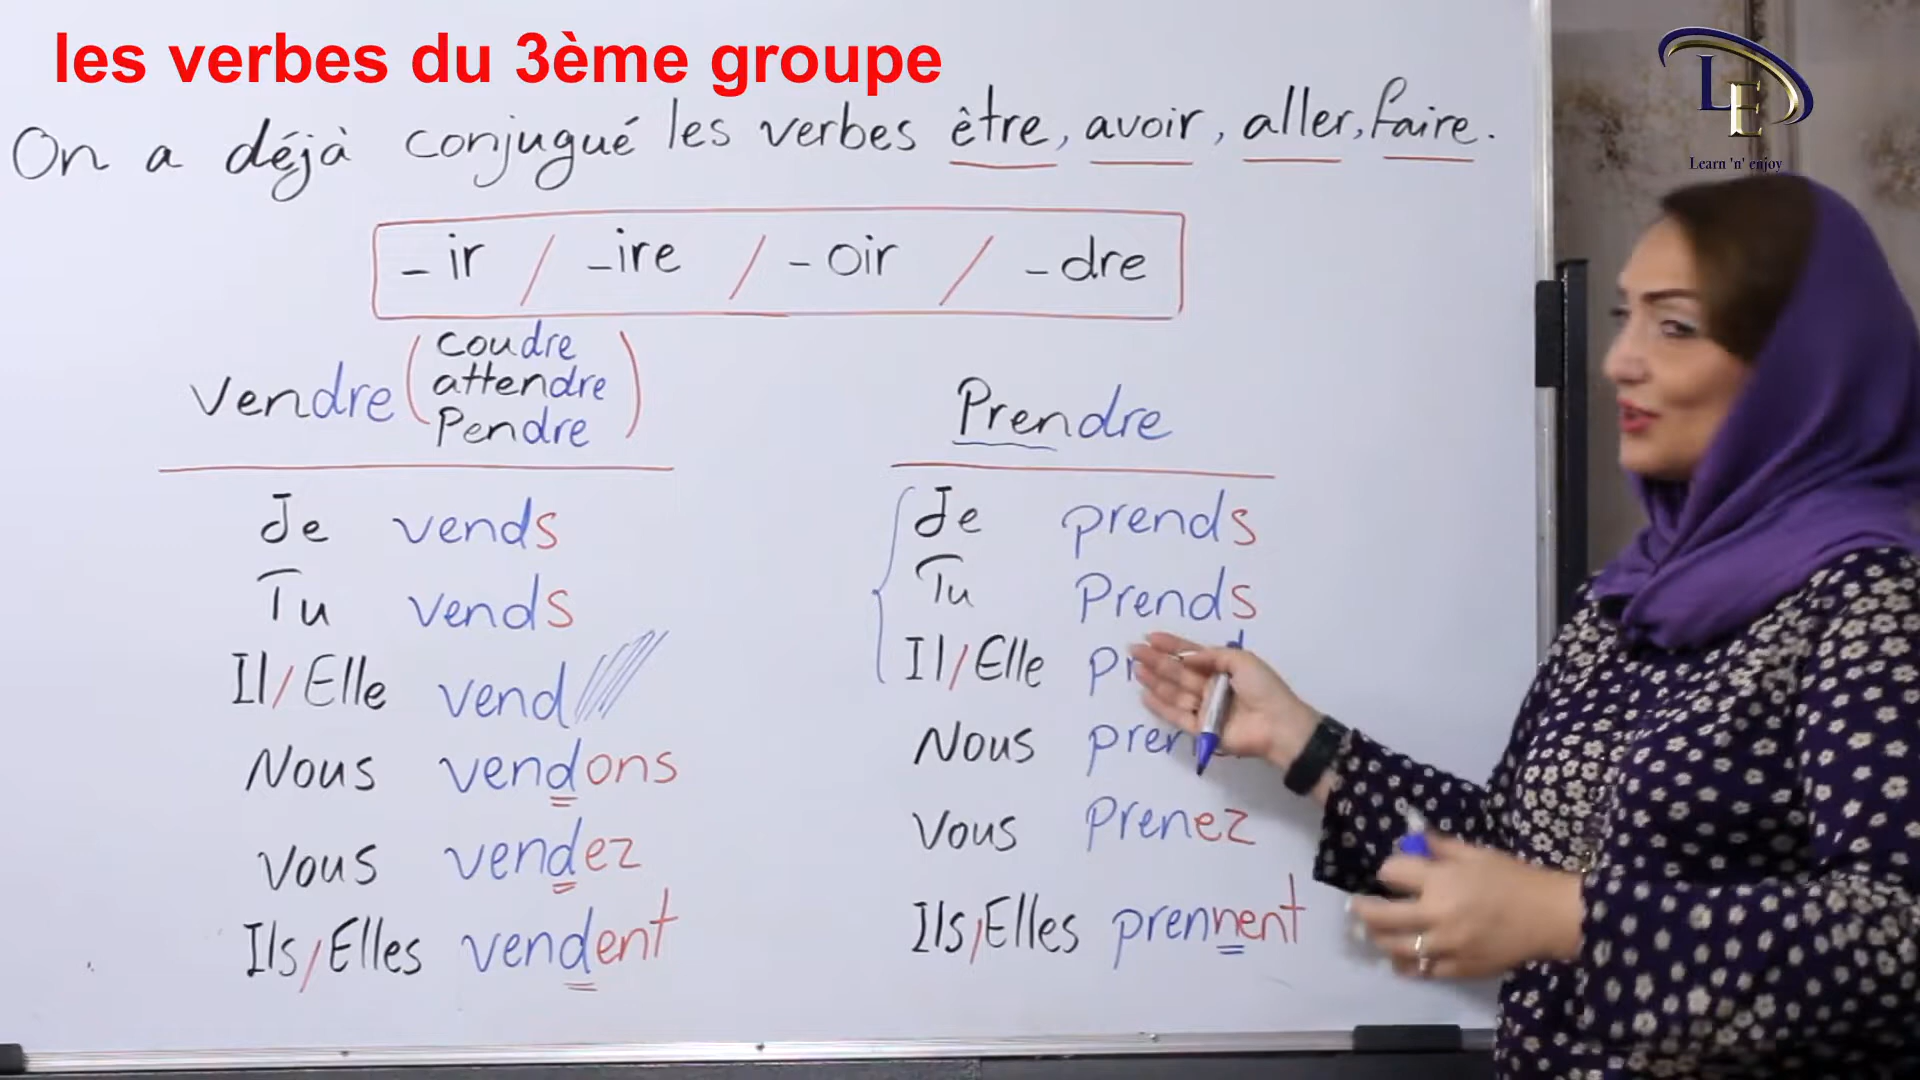 les verbes du 3ème groupe
LE
Learn 'n' enjoy
On a déjà conjugué les verbes être, avoir, aller, faire.
- ir / -ire / - oir / - dre
Vendre (coudre
attendre
Pendre)
Prendre
Je vends
Tu vends
Il/Elle vend
Nous vendons
Vous vendez
Ils/Elles vendent
Je prends
Tu Prends
Il/Elle
Nous
Vous prenez
Ils/Elles prennent